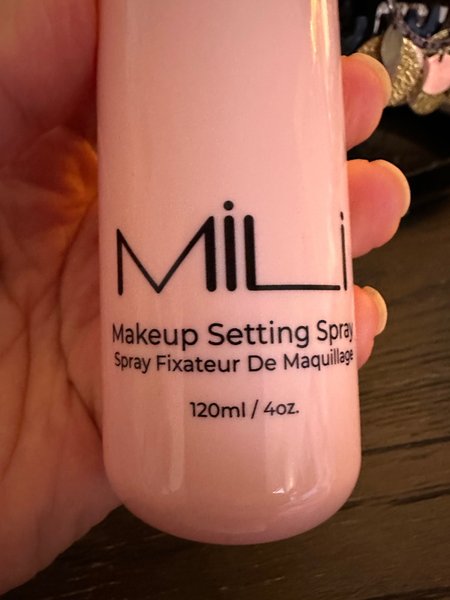 MiLi
Makeup Setting Spray
Spray Fixateur De Maquillage
120ml / 4oz.